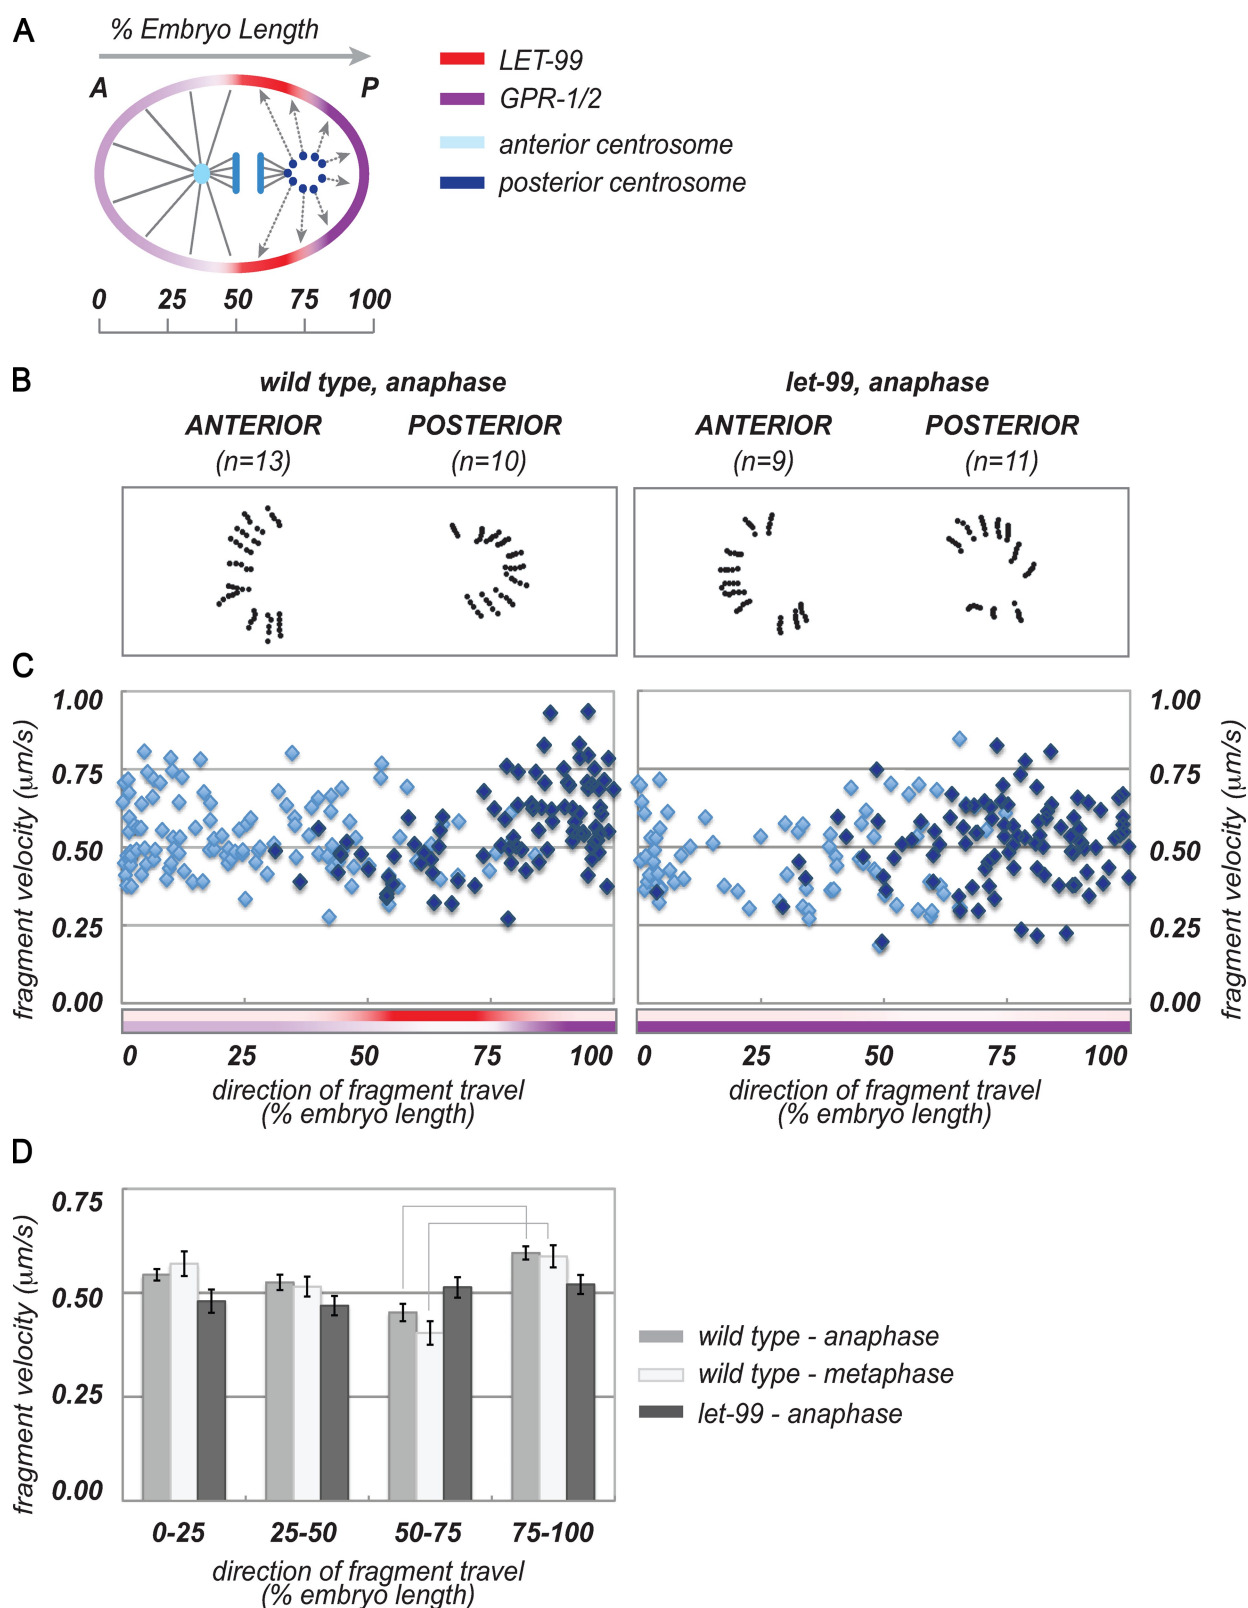 A
% Embryo Length
A
P
LET-99
GPR-1/2
anterior centrosome
posterior centrosome
0 25 50 75 100
B
wild type, anaphase
let-99, anaphase
ANTERIOR
POSTERIOR
ANTERIOR
POSTERIOR
(n=13)
(n=10)
(n=9)
(n=11)
C
fragment velocity (μm/s)
1.00
0.75
0.50
0.25
0.00
1.00
0.75
0.50
0.25
0.00
fragment velocity (μm/s)
0 25 50 75 100
0 25 50 75 100
direction of fragment travel
(% embryo length)
direction of fragment travel
(% embryo length)
D
fragment velocity (μm/s)
0.75
0.50
0.25
0.00
wild type - anaphase
wild type - metaphase
let-99 - anaphase
0-25 25-50 50-75 75-100
direction of fragment travel
(% embryo length)